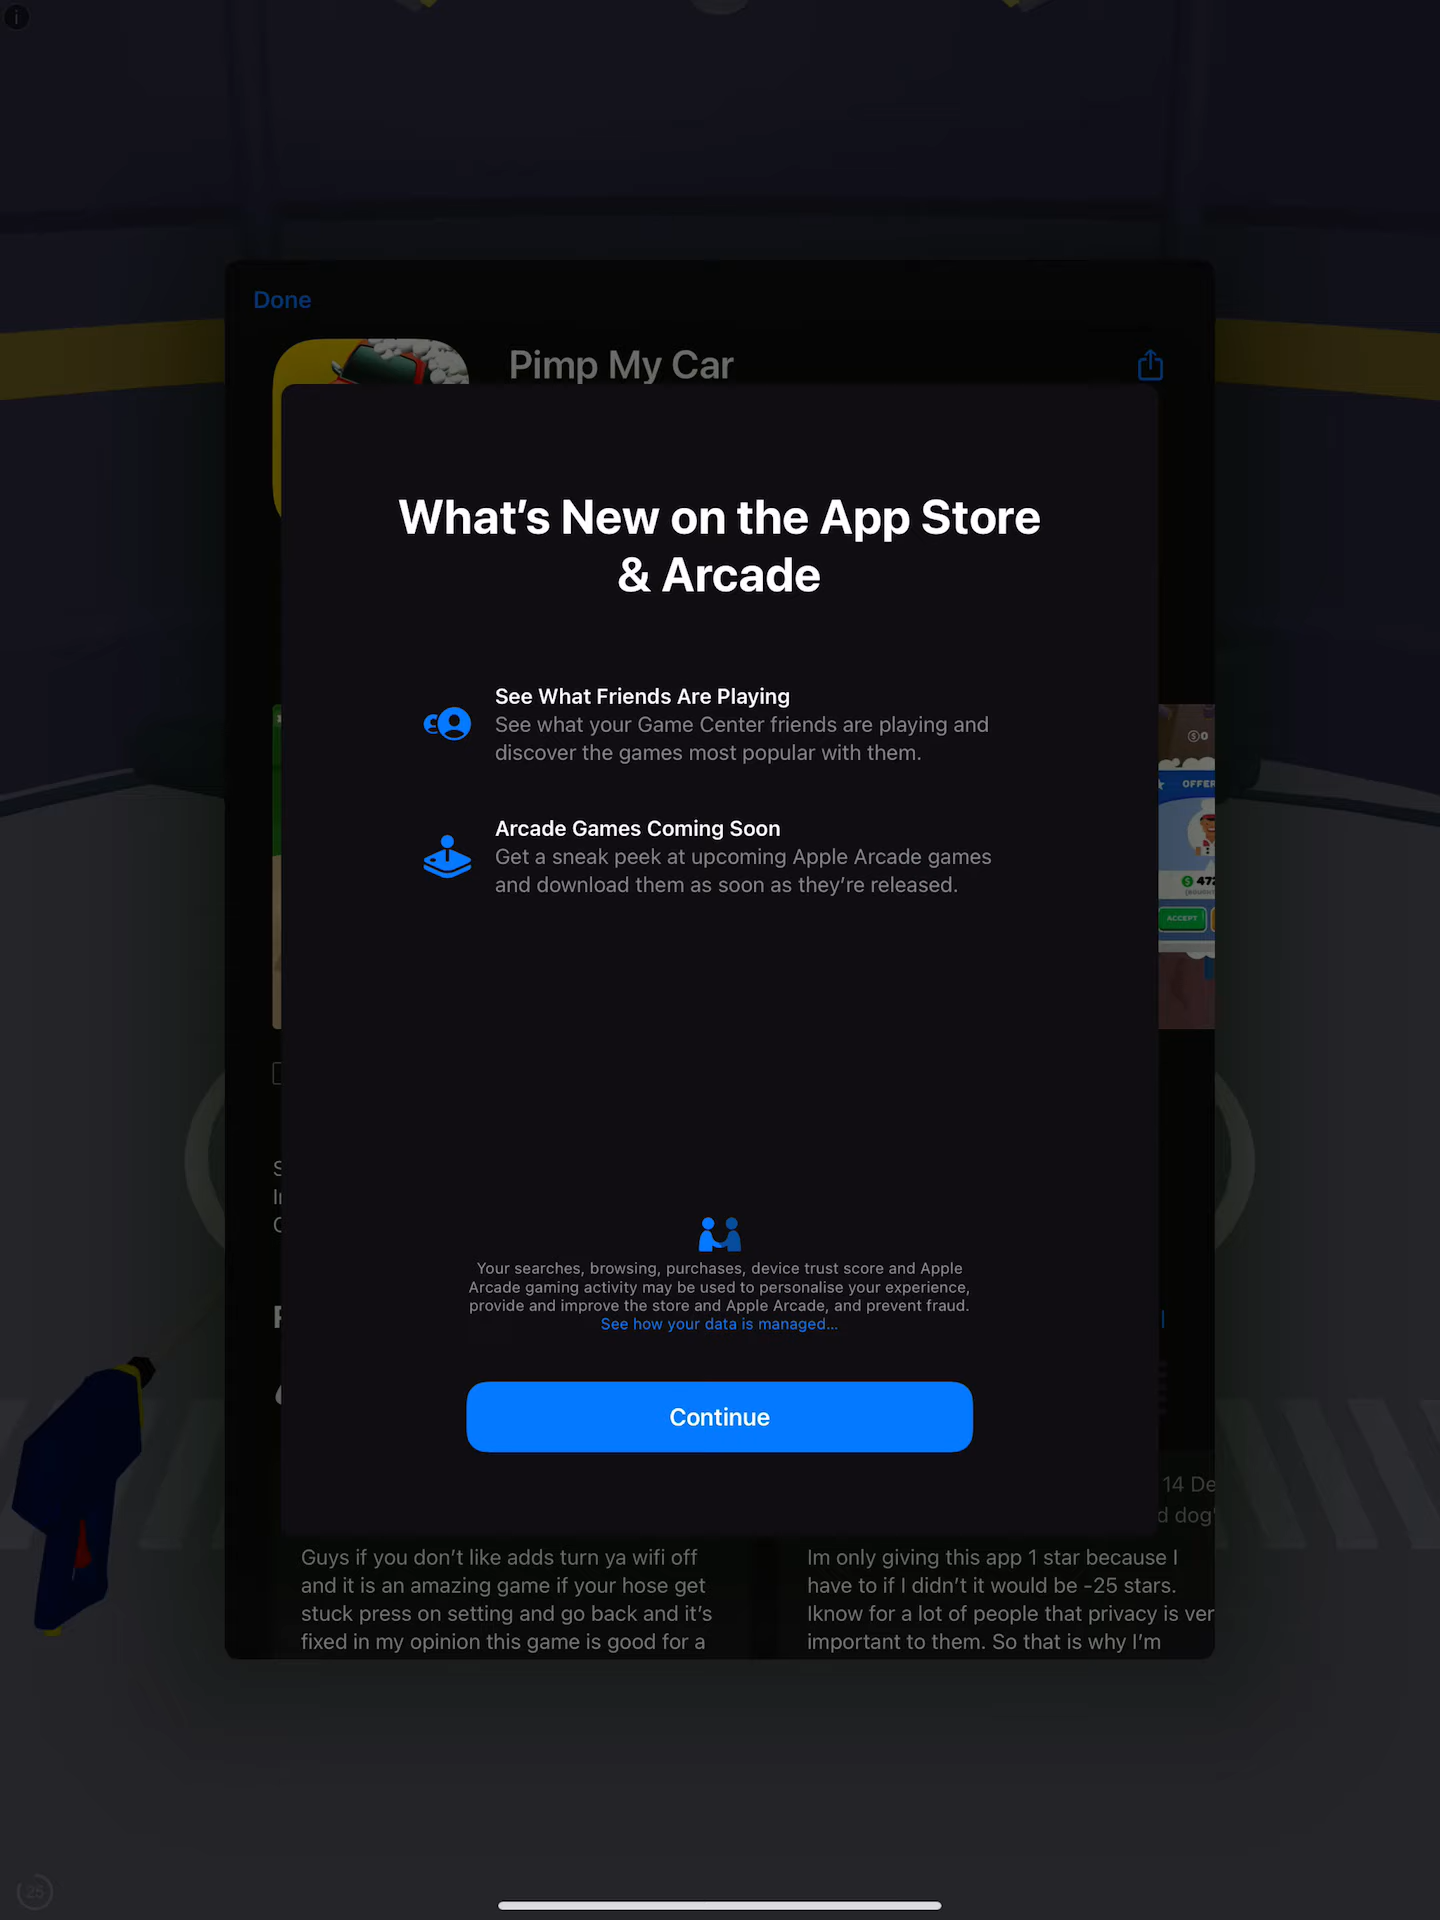 Done
Pimp My Car
What's New on the App Store
& Arcade
See What Friends Are Playing
See what your Game Center friends are playing and
discover the games most popular with them.
OFFER
Arcade Games Coming Soon
Get a sneak peek at upcoming Apple Arcade games
and download them as soon as they're released.
ACCEPT
Your searches, browsing, purchases, device trust score and Apple
Arcade gaming activity may be used to personalise your experience,
provide and improve the store and Apple Arcade, and prevent fraud.
See how your data is managed...
Continue
14 De
d dog
Guys if you don't like adds turn ya wifi off
and it is an amazing game if your hose get
stuck press on setting and go back and it's
fixed in my opinion this game is good for a
Im only giving this app 1 star because I
have to if I didn't it would be -25 stars.
Iknow for a lot of people that privacy is ver
important to them. So that is why I'm
25